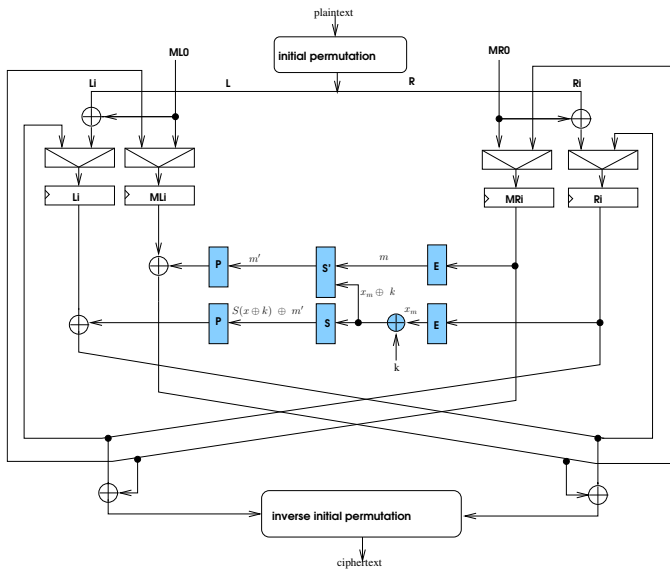 plaintext
initial permutation
ML0
MR0
Li
L
R
Ri
Li
MLi
MRi
Ri
P
m′
S'
m
E
x_m ⊕ k
S(x ⊕ k) ⊕ m′
P
S
x_m
E
k
inverse initial permutation
ciphertext